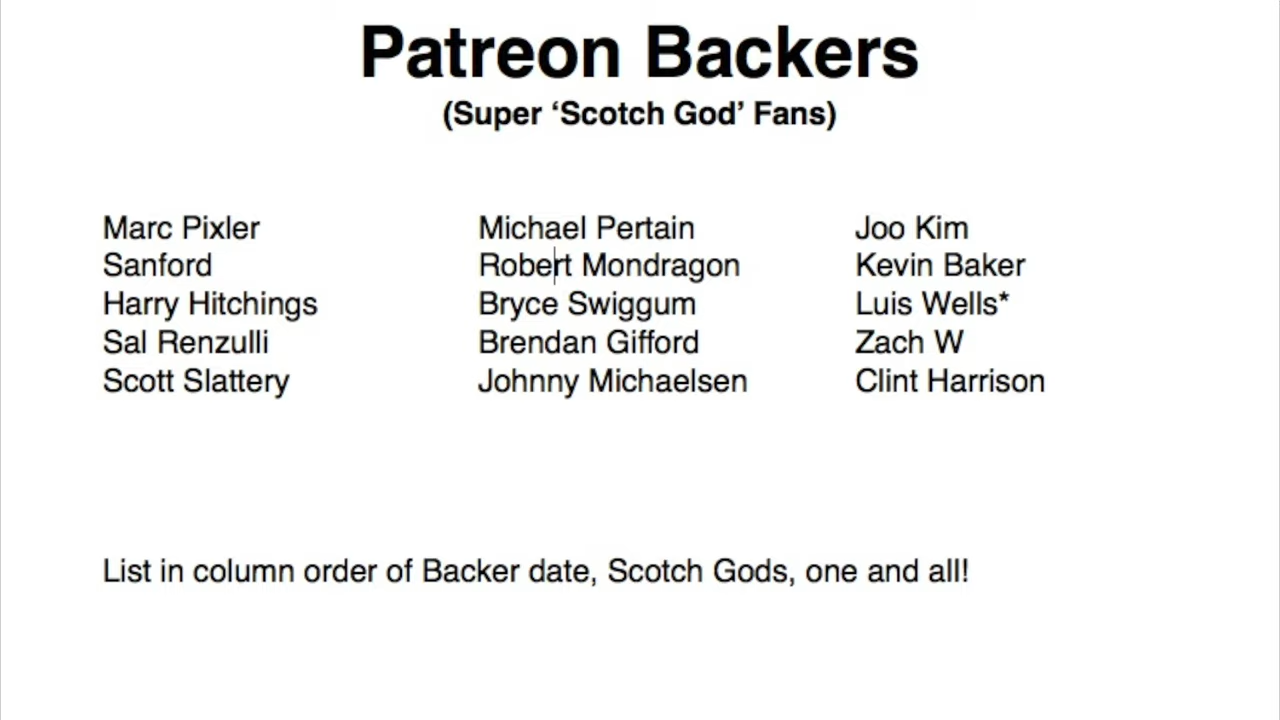 Patreon Backers
(Super ‘Scotch God’ Fans)
Marc Pixler
Sanford
Harry Hitchings
Sal Renzulli
Scott Slattery
Michael Pertain
Robert Mondragon
Bryce Swiggum
Brendan Gifford
Johnny Michaelsen
Joo Kim
Kevin Baker
Luis Wells*
Zach W
Clint Harrison
List in column order of Backer date, Scotch Gods, one and all!